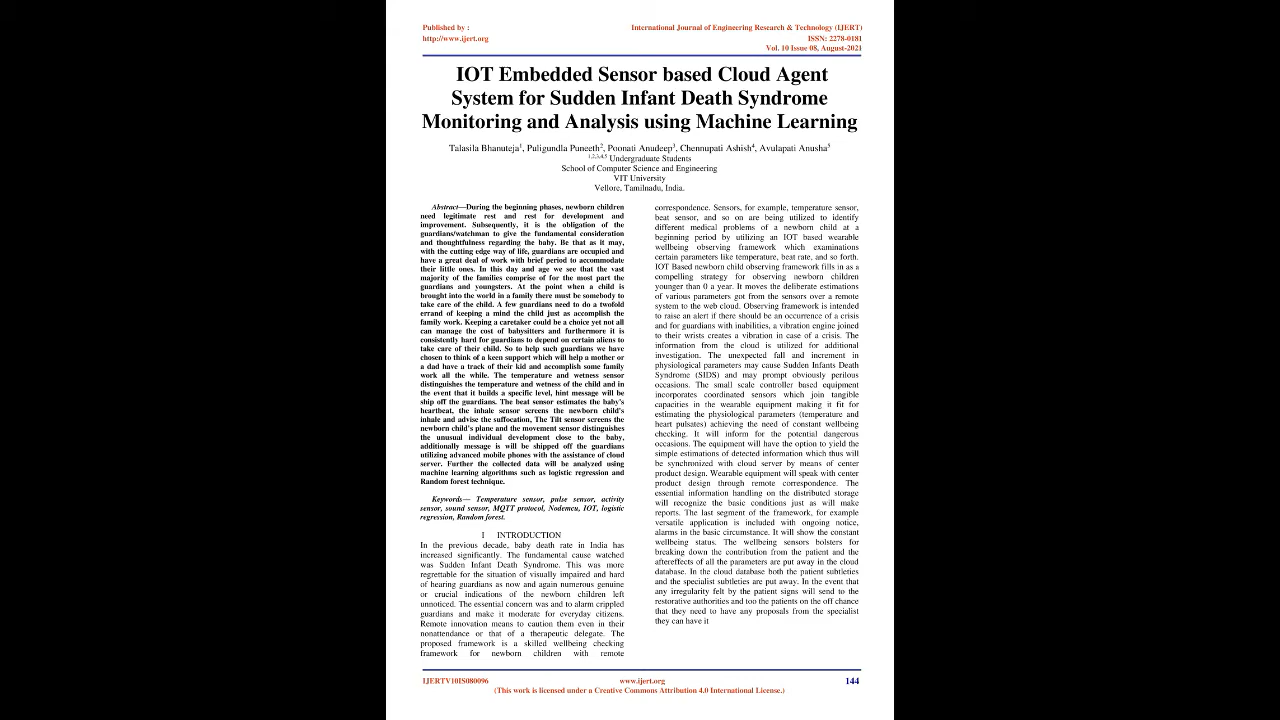 Published by :
http://www.ijert.org
International Journal of Engineering Research & Technology (IJERT)
ISSN: 2278-0181
Vol. 10 Issue 08, August-2021
IOT Embedded Sensor based Cloud Agent
System for Sudden Infant Death Syndrome
Monitoring and Analysis using Machine Learning
Talasila Bhanuteja1, Puligundla Puneeth2, Poonati Anudeep3, Chennupati Ashish4, Avulapati Anusha5
1,2,3,4,5 Undergraduate Students
School of Computer Science and Engineering
VIT University
Vellore, Tamilnadu, India.
Abstract—During the beginning phases, newborn children
need legitimate rest and rest for development and
improvement. Subsequently, it is the obligation of the
guardians/watchman to give the fundamental consideration
and thoughtfulness regarding the baby. Be that as it may,
with the cutting edge way of life, guardians are occupied and
have a great deal of work with brief period to accommodate
their little ones. In this day and age we see that the vast
majority of the families comprise of for the most part the
guardians and youngsters. At the point when a child is
brought into the world in a family there must be somebody to
take care of the child. A few guardians need to do a twofold
errand of keeping a mind the child just as accomplish the
family work. Keeping a caretaker could be a choice yet not all
can manage the cost of babysitters and furthermore it is
consistently hard for guardians to depend on certain aliens to
take care of their child. So to help such guardians we have
chosen to think of a keen support which will help a mother or
a dad have a track of their kid and accomplish some family
work all the while. The temperature and wetness sensor
distinguishes the temperature and wetness of the child and in
the event that it builds a specific level, hint message will be
ship off the guardians. The beat sensor estimates the baby's
heartbeat, the inhale sensor screens the newborn child's
inhale and advise the suffocation, The Tilt sensor screens the
newborn child's plane and the movement sensor distinguishes
the unusual individual development close to the baby,
additionally message is will be shipped off the guardians
utilizing advanced mobile phones with the assistance of cloud
server. Further the collected data will be analyzed using
machine learning algorithms such as logistic regression and
Random forest technique.
Keywords— Temperature sensor, pulse sensor, activity
sensor, sound sensor, MQTT protocol, Nodemcu, IOT, logistic
regression, Random forest.
I INTRODUCTION
In the previous decade, baby death rate in India has
increased significantly. The fundamental cause watched
was Sudden Infant Death Syndrome. This was more
regrettable for the situation of visually impaired and hard
of hearing guardians as now and again numerous genuine
or crucial indications of the newborn children left
unnoticed. The essential concern was and to alarm crippled
guardians and make it moderate for everyday citizens.
Remote innovation means to caution them even in their
nonattendance or that of a therapeutic delegate. The
proposed framework is a skilled wellbeing checking
framework for newborn children with remote
correspondence. Sensors, for example, temperature sensor,
beat sensor, and so on are being utilized to identify
different medical problems of a newborn child at a
beginning period by utilizing an IOT based wearable
wellbeing observing framework which examinations
certain parameters like temperature, beat rate, and so forth.
IOT Based newborn child observing framework fills in as a
compelling strategy for observing newborn children
younger than 0 a year. It moves the deliberate estimations
of various parameters got from the sensors over a remote
system to the web cloud. Observing framework is intended
to raise an alert if there should be an occurrence of a crisis
and for guardians with inabilities, a vibration engine joined
to their wrists creates a vibration in case of a crisis. The
information from the cloud is utilized for additional
investigation. The unexpected fall and increment in
physiological parameters may cause Sudden Infants Death
Syndrome (SIDS) and may prompt obviously perilous
occasions. The small scale controller based equipment
incorporates coordinated sensors which join tangible
capacities in the wearable equipment making it fit for
estimating the physiological parameters (temperature and
heart pulsates) achieving the need of constant wellbeing
checking. It will inform for the potential dangerous
occasions. The equipment will have the option to yield the
simple estimations of detected information which thus will
be synchronized with cloud server by means of center
product design. Wearable equipment will speak with center
product design through remote correspondence. The
essential information handling on the distributed storage
will recognize the basic conditions just as will make
reports. The last segment of the framework, for example
versatile application is included with ongoing notice,
alarms in the basic circumstance. It will show the constant
wellbeing status. The wellbeing sensors bolsters for
breaking down the contribution from the patient and the
aftereffects of all the parameters are put away in the cloud
database. In the cloud database both the patient subtleties
and the specialist subtleties are put away. In the event that
any irregularity felt by the patient signs will send to the
restorative authorities and too the patients on the off chance
that they need to have any proposals from the specialist
they can have it
IJERTV10IS080096
www.ijert.org
144
(This work is licensed under a Creative Commons Attribution 4.0 International License.)